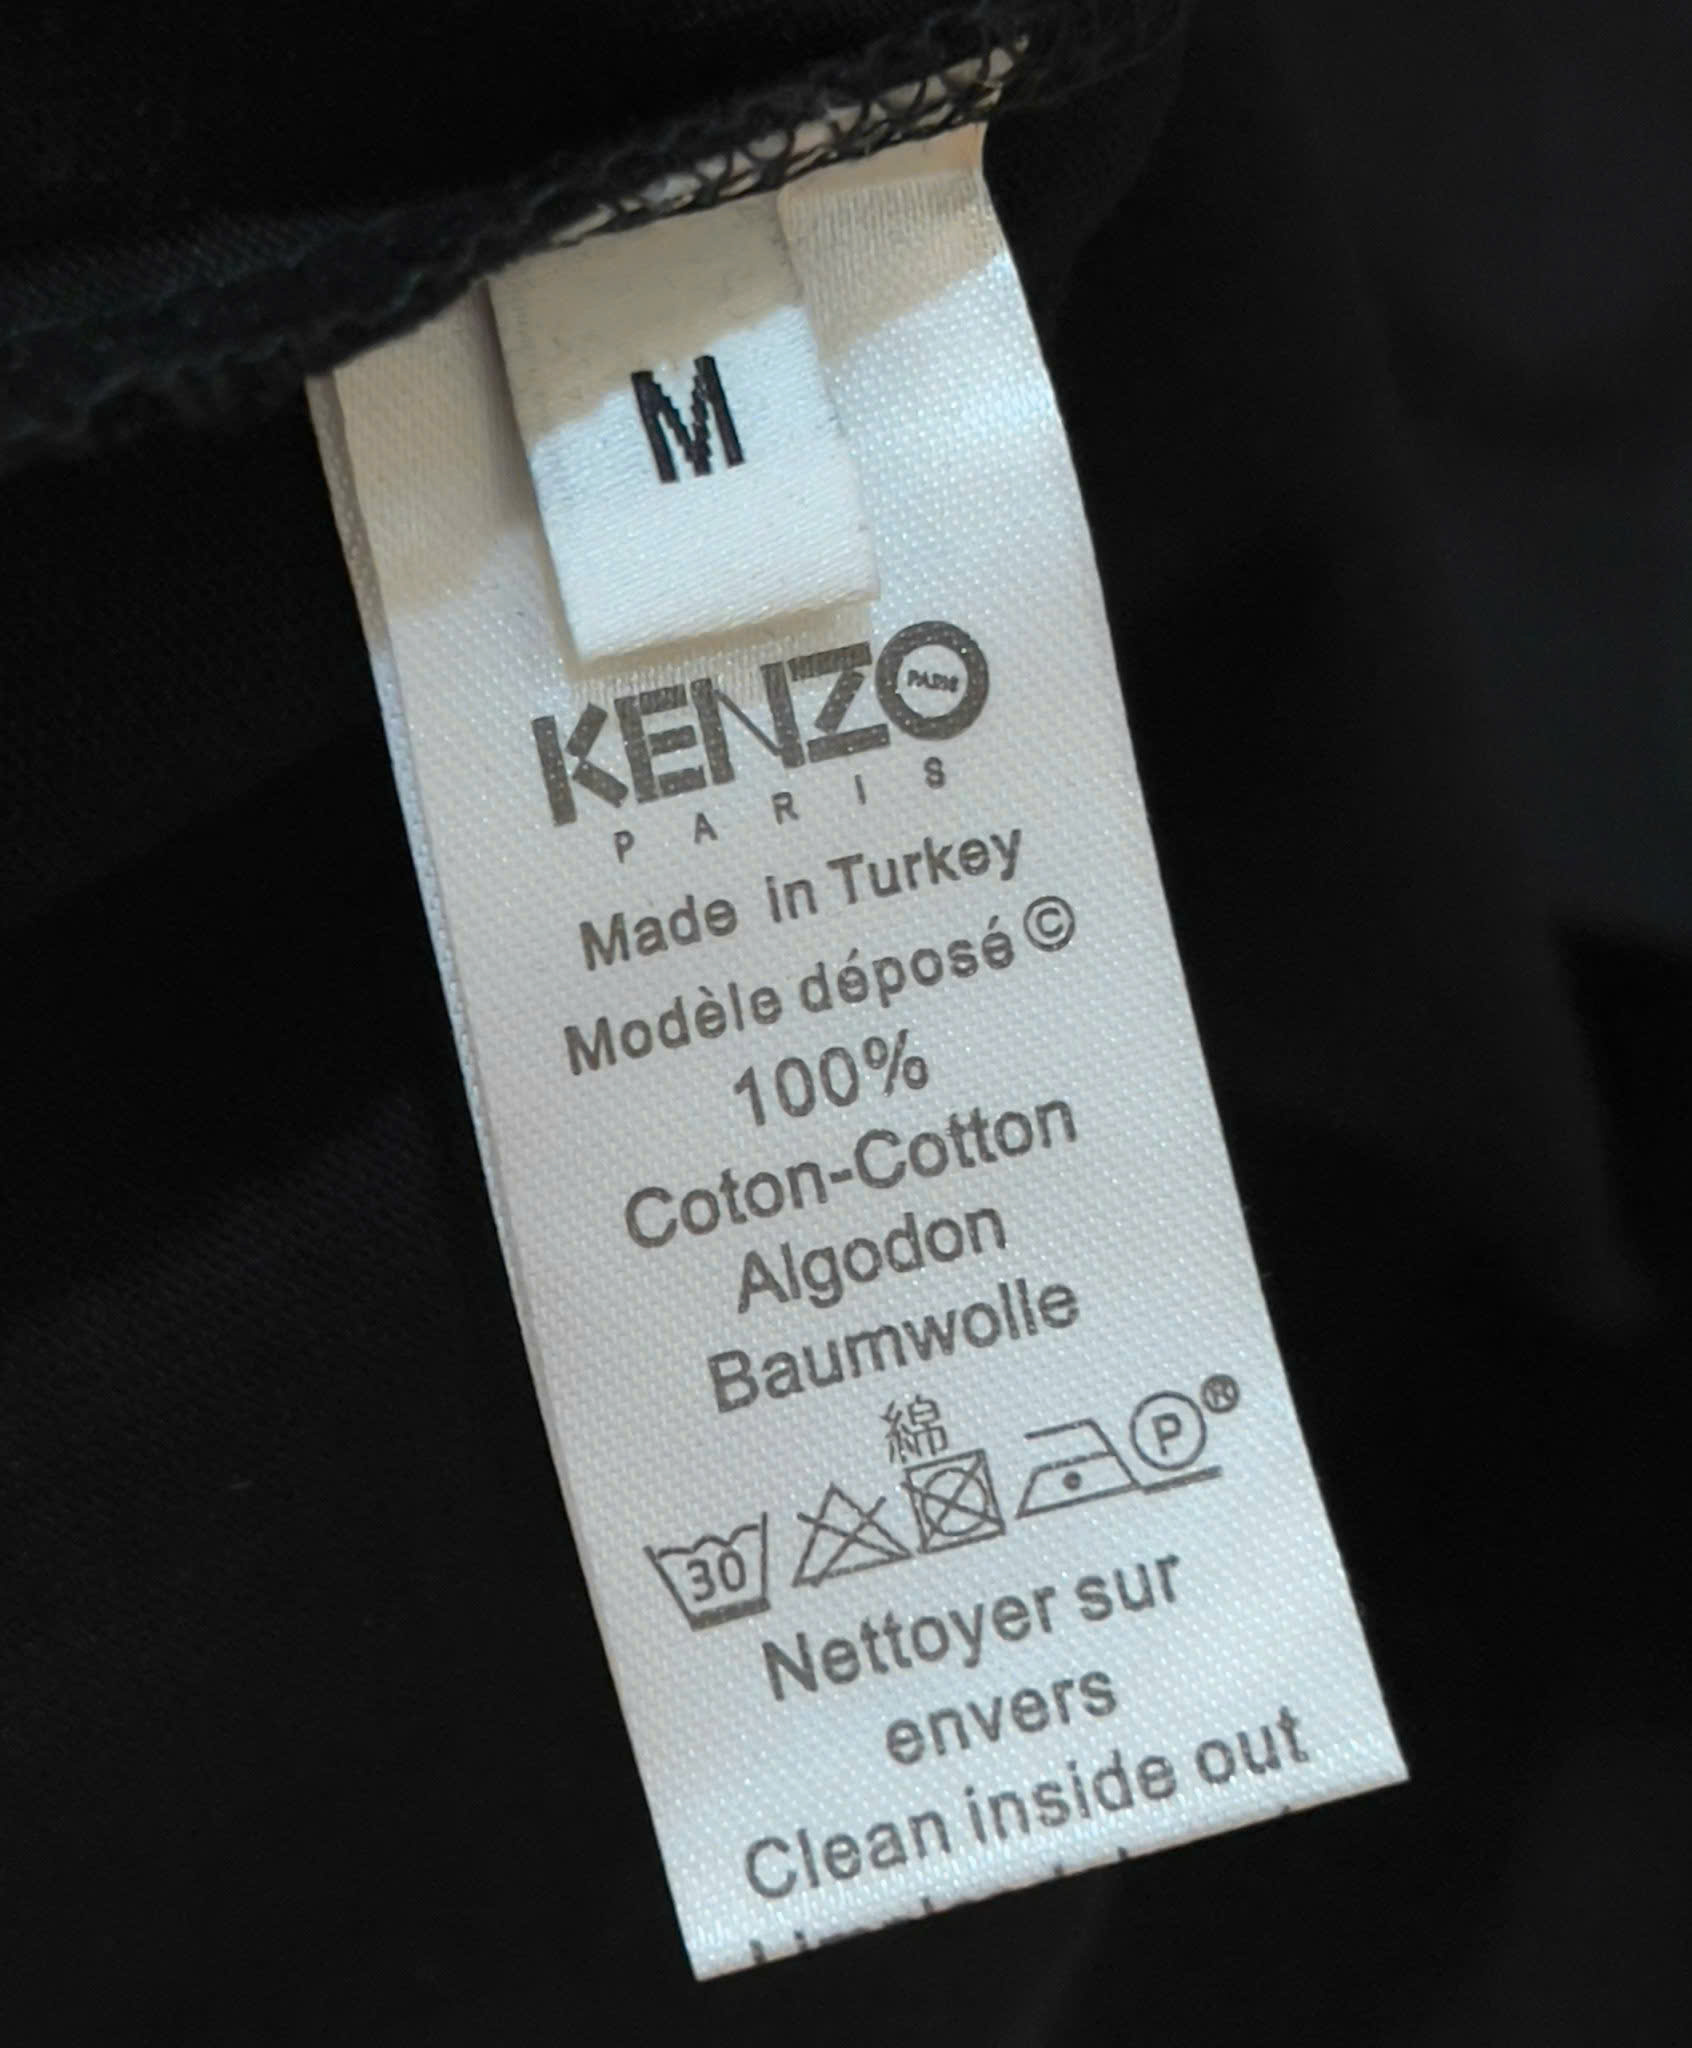 M
KENZO
PARIS
PARIS
Made in Turkey
Modèle déposé ©
100%
Coton-Cotton
Algodon
Baumwolle
綿
30 P ®
Nettoyer sur
envers
Clean inside out